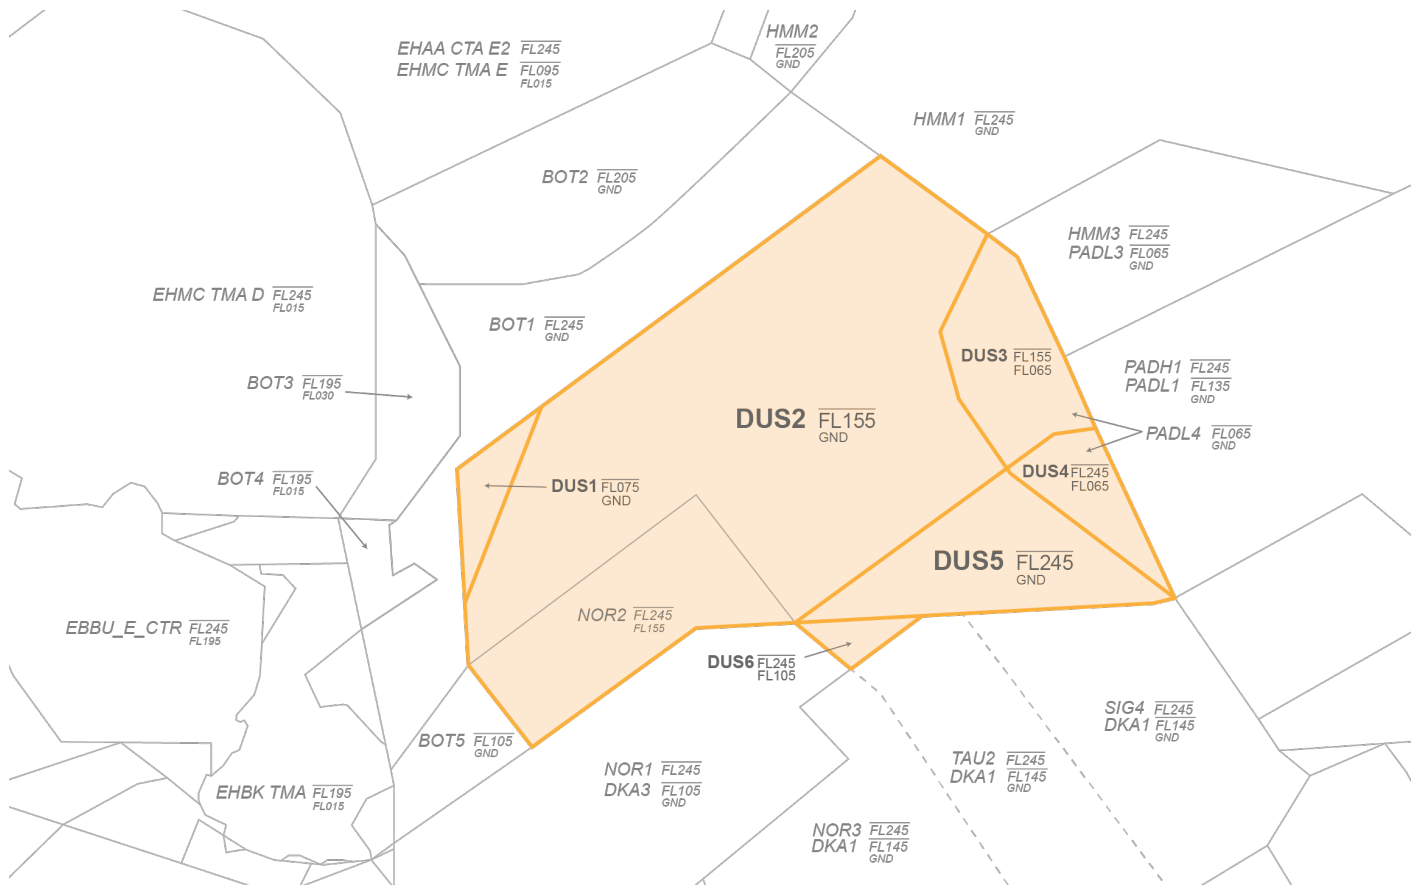 HMM2
FL205
GND
EHAA CTA E2 FL245
EHMC TMA E FL095
FL015
HMM1 FL245
GND
BOT2 FL205
GND
HMM3 FL245
PADL3 FL065
GND
EHMC TMA D FL245
FL015
BOT1 FL245
GND
DUS3 FL155
FL065
PADH1 FL245
PADL1 FL135
GND
BOT3 FL195
FL030
DUS2 FL155
GND
PADL4 FL065
GND
BOT4 FL195
FL015
DUS1 FL075
GND
DUS4 FL245
FL065
DUS5 FL245
GND
NOR2 FL245
FL155
EBBU_E_CTR FL245
FL195
DUS6 FL245
FL105
SIG4 FL245
DKA1 FL145
GND
BOT5 FL105
GND
NOR1 FL245
DKA3 FL105
GND
TAU2 FL245
DKA1 FL145
GND
EHBK TMA FL195
FL015
NOR3 FL245
DKA1 FL145
GND